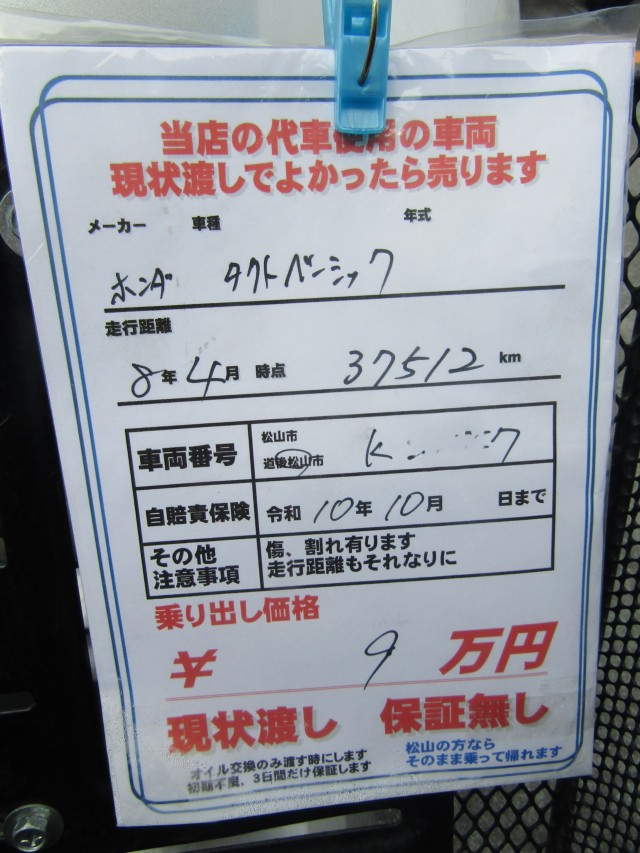 当店の代車使用の車両
現状渡しでよかったら売ります
メーカー 車種 年式
ホンダ タクトベーシック
走行距離
8年4月 時点 37512 km
車両番号 松山市
道後松山市 K
自賠責保険 令和 10年10月 日まで
その他 傷、割れ有ります
注意事項 走行距離もそれなりに
乗り出し価格
¥ 9 万円
現状渡し 保証無し
オイル交換のみ渡す時にします
初期不度、3日間だけ保証します
松山の方なら
そのまま乗って帰れます